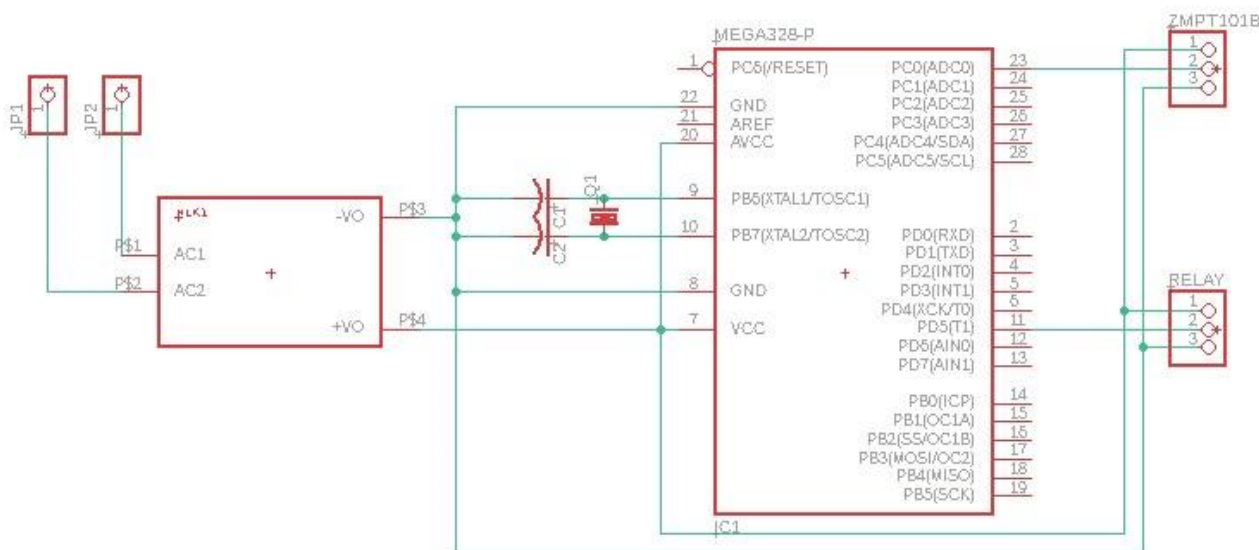 ZMPT101B
MEGA328-P
1 PC6(/RESET)
22 GND
21 AREF
20 AVCC
9 PB6(XTAL1/TOSC1)
10 PB7(XTAL2/TOSC2)
8 GND
7 VCC
PC0(ADC0) 23
PC1(ADC1) 24
PC2(ADC2) 25
PC3(ADC3) 26
PC4(ADC4/SDA) 27
PC5(ADC5/SCL) 28
PD0(RXD) 2
PD1(TXD) 3
PD2(INT0) 4
PD3(INT1) 5
PD4(XCK/T0) 6
PD5(T1) 11
PD6(AIN0) 12
PD7(AIN1) 13
PB0(ICP) 14
PB1(OC1A) 15
PB2(SS/OC1B) 16
PB3(MOSI/OC2) 17
PB4(MISO) 18
PB5(SCK) 19
IC1
1
2
3
RELAY
1
2
3
JP1
1
JP2
1
-VO P$3
P$1 AC1
P$2 AC2
+VO P$4
C1
C2
Q1